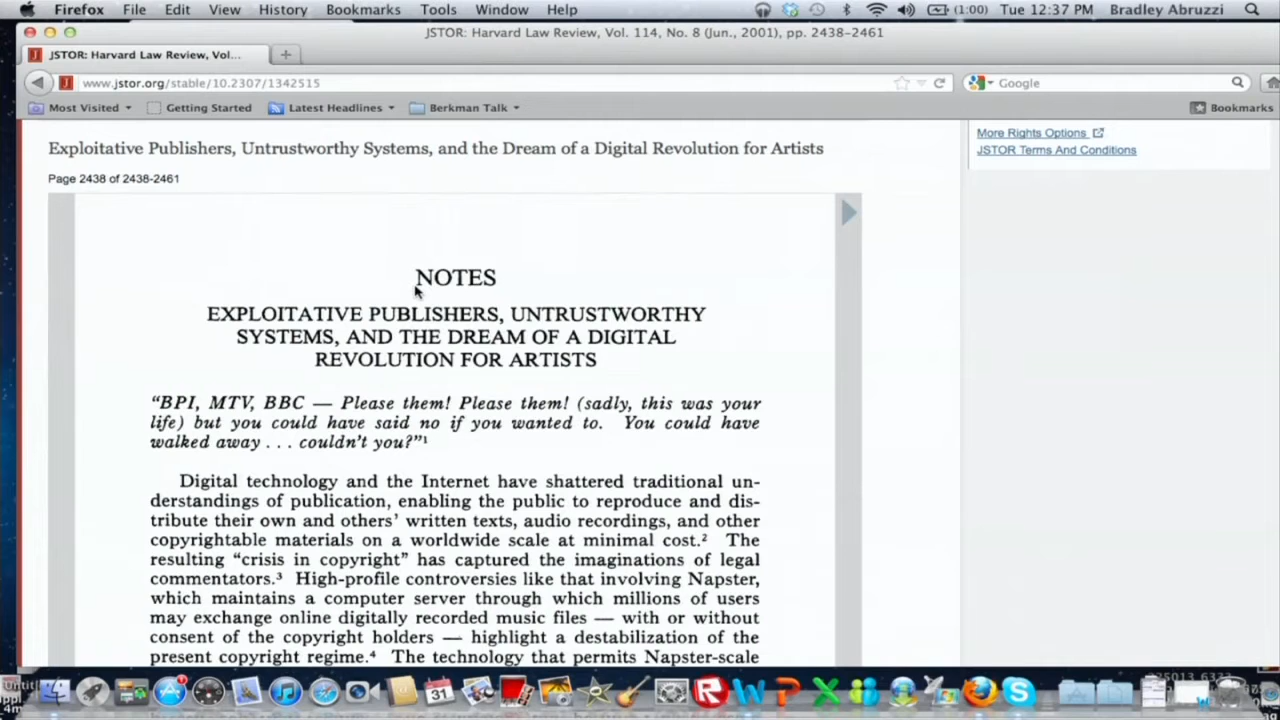 Firefox File Edit View History Bookmarks Tools Window Help (1:00) Tue 12:37 PM Bradley Abruzzi
JSTOR: Harvard Law Review, Vol. 114, No. 8 (Jun., 2001), pp. 2438-2461
JSTOR: Harvard Law Review, Vol...
www.jstor.org/stable/10.2307/1342515 Google
Most Visited Getting Started Latest Headlines Berkman Talk Bookmarks
More Rights Options
JSTOR Terms And Conditions
Exploitative Publishers, Untrustworthy Systems, and the Dream of a Digital Revolution for Artists
Page 2438 of 2438-2461
NOTES
EXPLOITATIVE PUBLISHERS, UNTRUSTWORTHY
SYSTEMS, AND THE DREAM OF A DIGITAL
REVOLUTION FOR ARTISTS
"BPI, MTV, BBC — Please them! Please them! (sadly, this was your
life) but you could have said no if you wanted to. You could have
walked away . . . couldn't you?"¹
Digital technology and the Internet have shattered traditional un-
derstandings of publication, enabling the public to reproduce and dis-
tribute their own and others' written texts, audio recordings, and other
copyrightable materials on a worldwide scale at minimal cost.² The
resulting "crisis in copyright" has captured the imaginations of legal
commentators.³ High-profile controversies like that involving Napster,
which maintains a computer server through which millions of users
may exchange online digitally recorded music files — with or without
consent of the copyright holders — highlight a destabilization of the
present copyright regime.⁴ The technology that permits Napster-scale